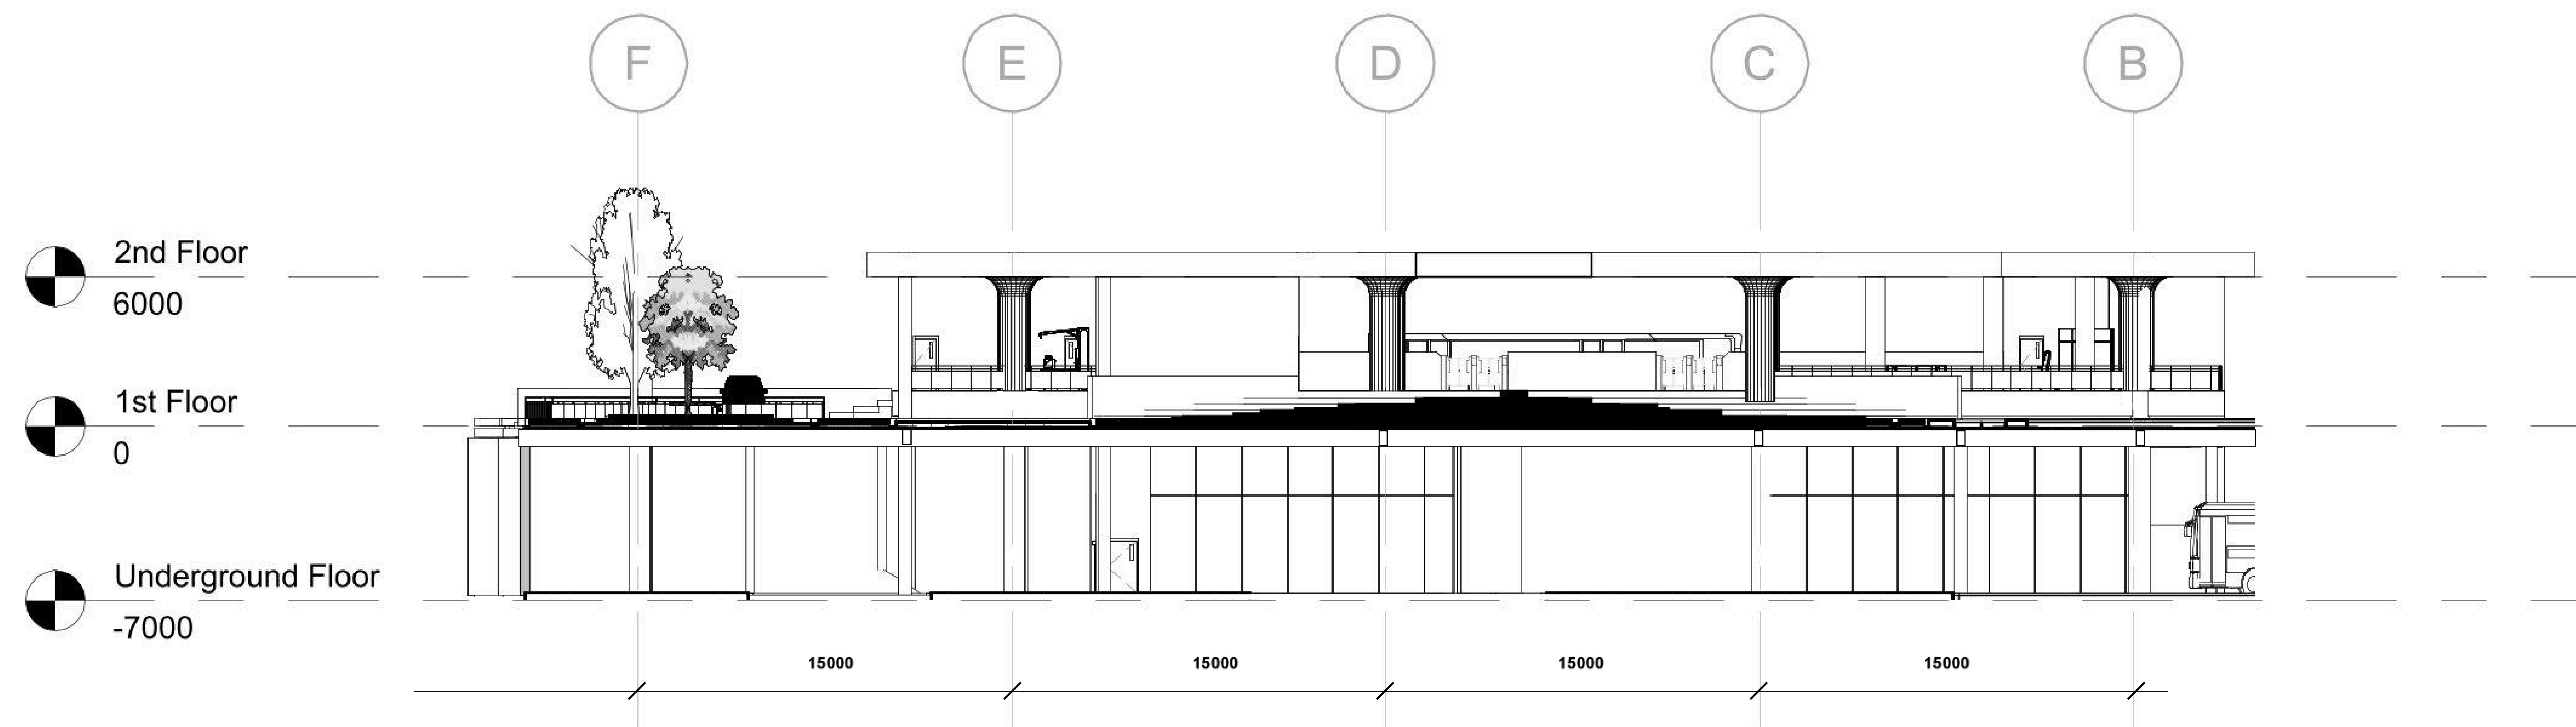 F E D C B
2nd Floor
6000
1st Floor
0
Underground Floor
-7000
15000 15000 15000 15000